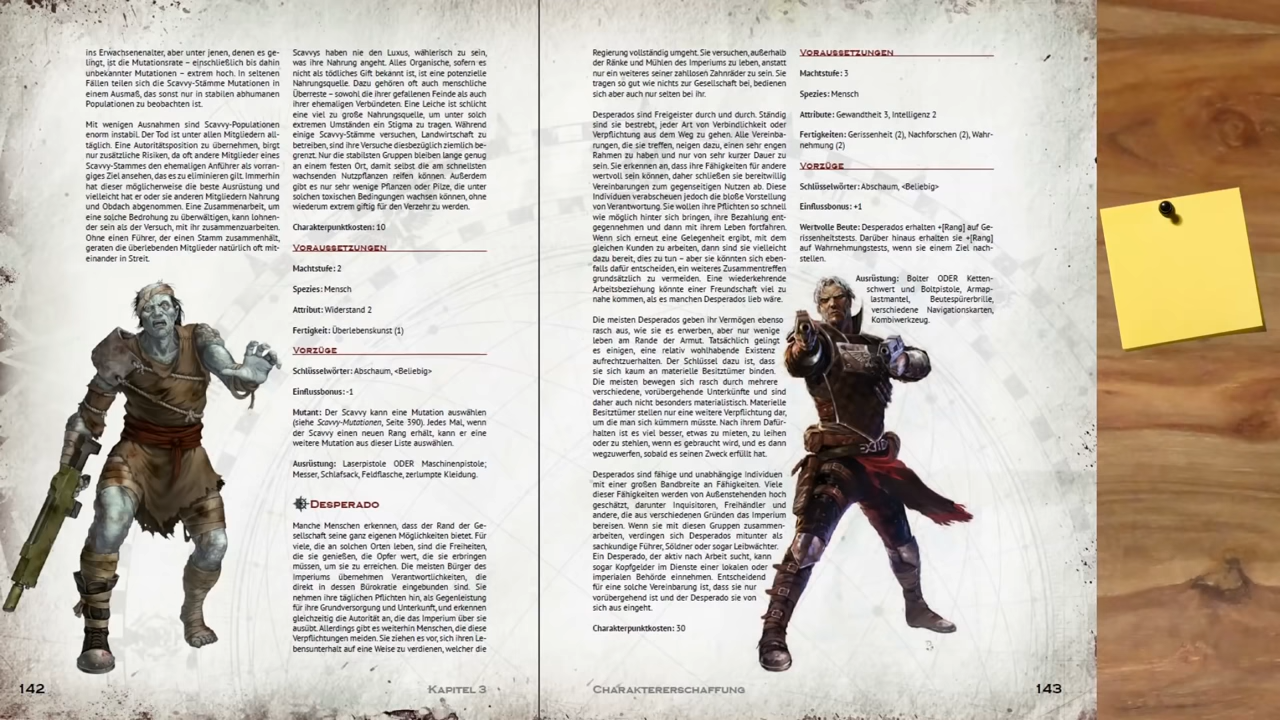 ins Erwachsenenalter, aber unter jenen, denen es ge-
lingt, ist die Mutationsrate – einschließlich bis dahin
unbekannter Mutationen – extrem hoch. In seltenen
Fällen teilen sich die Scavvy-Stämme Mutationen in
einem Ausmaß, das sonst nur in stabilen abhumanen
Populationen zu beobachten ist.
Mit wenigen Ausnahmen sind Scavvy-Populationen
enorm instabil. Der Tod ist unter allen Mitgliedern all-
täglich. Eine Autoritätsposition zu übernehmen, birgt
nur zusätzliche Risiken, da oft andere Mitglieder eines
Scavvy-Stammes den ehemaligen Anführer als vorran-
giges Ziel ansehen, das es zu eliminieren gilt. Immerhin
hat dieser möglicherweise die beste Ausrüstung und
vielleicht hat er oder sie anderen Mitgliedern Nahrung
und Obdach abgenommen. Eine Zusammenarbeit, um
eine solche Bedrohung zu überwältigen, kann lohnen-
der sein als der Versuch, mit ihr zusammenzuarbeiten.
Ohne einen Führer, der einen Stamm zusammenhält,
geraten die überlebenden Mitglieder natürlich oft mit-
einander in Streit.
Scavvys haben nie den Luxus, wählerisch zu sein,
was ihre Nahrung angeht. Alles Organische, sofern es
nicht als tödliches Gift bekannt ist, ist eine potenzielle
Nahrungsquelle. Dazu gehören oft auch menschliche
Überreste – sowohl die ihrer gefallenen Feinde als auch
ihrer ehemaligen Verbündeten. Eine Leiche ist schlicht
eine viel zu große Nahrungsquelle, um unter solch
extremen Umständen ein Stigma zu tragen. Während
einige Scavvy-Stämme versuchen, Landwirtschaft zu
betreiben, sind ihre Versuche diesbezüglich ziemlich be-
grenzt. Nur die stabilsten Gruppen bleiben lange genug
an einem festen Ort, damit selbst die am schnellsten
wachsenden Nutzpflanzen reifen können. Außerdem
gibt es nur sehr wenige Pflanzen oder Pilze, die unter
solchen toxischen Bedingungen wachsen können, ohne
wiederum extrem giftig für den Verzehr zu werden.
Charakterpunktkosten: 10
Voraussetzungen
Machtstufe: 2
Spezies: Mensch
Attribut: Widerstand 2
Fertigkeit: Überlebenskunst (1)
Vorzüge
Schlüsselwörter: Abschaum, <Beliebig>
Einflussbonus: -1
Mutant: Der Scavvy kann eine Mutation auswählen
(siehe Scavvy-Mutationen, Seite 390). Jedes Mal, wenn
der Scavvy einen neuen Rang erhält, kann er eine
weitere Mutation aus dieser Liste auswählen.
Ausrüstung: Laserpistole ODER Maschinenpistole;
Messer, Schlafsack, Feldflasche, zerlumpte Kleidung.
Desperado
Manche Menschen erkennen, dass der Rand der Ge-
sellschaft seine ganz eigenen Möglichkeiten bietet. Für
viele, die an solchen Orten leben, sind die Freiheiten,
die sie genießen, die Opfer wert, die sie erbringen
müssen, um sie zu erreichen. Die meisten Bürger des
Imperiums übernehmen Verantwortlichkeiten, die
direkt in dessen Bürokratie eingebunden sind. Sie
nehmen ihre täglichen Pflichten hin, als Gegenleistung
für ihre Grundversorgung und Unterkunft, und erkennen
gleichzeitig die Autorität an, die das Imperium über sie
ausübt. Allerdings gibt es weiterhin Menschen, die diese
Verpflichtungen meiden. Sie ziehen es vor, sich ihren Le-
bensunterhalt auf eine Weise zu verdienen, welcher die
142
Kapitel 3
Regierung vollständig umgeht. Sie versuchen, außerhalb
der Ränke und Mühlen des Imperiums zu leben, anstatt
nur ein weiteres seiner zahllosen Zahnräder zu sein. Sie
tragen so gut wie nichts zur Gesellschaft bei, bedienen
sich aber auch nur selten bei ihr.
Desperados sind Freigeister durch und durch. Ständig
sind sie bestrebt, jeder Art von Verbindlichkeit oder
Verpflichtung aus dem Weg zu gehen. Alle Vereinba-
rungen, die sie treffen, neigen dazu, einen sehr engen
Rahmen zu haben und nur von sehr kurzer Dauer zu
sein. Sie erkennen an, dass ihre Fähigkeiten für andere
wertvoll sein können, daher schließen sie bereitwillig
Vereinbarungen zum gegenseitigen Nutzen ab. Diese
Individuen verabscheuen jedoch die bloße Vorstellung
von Verantwortung. Sie wollen ihre Pflichten so schnell
wie möglich hinter sich bringen, ihre Bezahlung ent-
gegennehmen und dann mit ihrem Leben fortfahren.
Wenn sich erneut eine Gelegenheit ergibt, mit dem
gleichen Kunden zu arbeiten, dann sind sie vielleicht
dazu bereit, dies zu tun – aber sie könnten sich eben-
falls dafür entscheiden, ein weiteres Zusammentreffen
grundsätzlich zu vermeiden. Eine wiederkehrende
Arbeitsbeziehung könnte einer Freundschaft viel zu
nahe kommen, als es manchen Desperados lieb wäre.
Die meisten Desperados geben ihr Vermögen ebenso
rasch aus, wie sie es erwerben, aber nur wenige
leben am Rande der Armut. Tatsächlich gelingt
es einigen, eine relativ wohlhabende Existenz
aufrechtzuerhalten. Der Schlüssel dazu ist, dass
sie sich kaum an materielle Besitztümer binden.
Die meisten bewegen sich rasch durch mehrere
verschiedene, vorübergehende Unterkünfte und sind
daher auch nicht besonders materialistisch. Materielle
Besitztümer stellen nur eine weitere Verpflichtung dar,
um die man sich kümmern müsste. Nach ihrem Dafür-
halten ist es viel besser, etwas zu mieten, zu leihen
oder zu stehlen, wenn es gebraucht wird, und es dann
wegzuwerfen, sobald es seinen Zweck erfüllt hat.
Desperados sind fähige und unabhängige Individuen
mit einer großen Bandbreite an Fähigkeiten. Viele
dieser Fähigkeiten werden von Außenstehenden hoch
geschätzt, darunter Inquisitoren, Freihändler und
andere, die aus verschiedenen Gründen das Imperium
bereisen. Wenn sie mit diesen Gruppen zusammen-
arbeiten, verdingen sich Desperados mitunter als
sachkundige Führer, Söldner oder sogar Leibwächter.
Ein Desperado, der aktiv nach Arbeit sucht, kann
sogar Kopfgelder im Dienste einer lokalen oder
imperialen Behörde einnehmen. Entscheidend
für eine solche Vereinbarung ist, dass sie nur
vorübergehend ist und der Desperado sie von
sich aus eingeht.
Charakterpunktkosten: 30
Voraussetzungen
Machtstufe: 3
Spezies: Mensch
Attribute: Gewandtheit 3, Intelligenz 2
Fertigkeiten: Gerissenheit (2), Nachforschen (2), Wahr-
nehmung (2)
Vorzüge
Schlüsselwörter: Abschaum, <Beliebig>
Einflussbonus: +1
Wertvolle Beute: Desperados erhalten +[Rang] auf Ge-
rissenheitstests. Darüber hinaus erhalten sie +[Rang]
auf Wahrnehmungstests, wenn sie einem Ziel nach-
stellen.
Ausrüstung: Bolter ODER Ketten-
schwert und Boltpistole, Armap-
lastmantel, Beutespürerbrille,
verschiedene Navigationskarten,
Kombiwerkzeug.
Charaktererschaffung
143